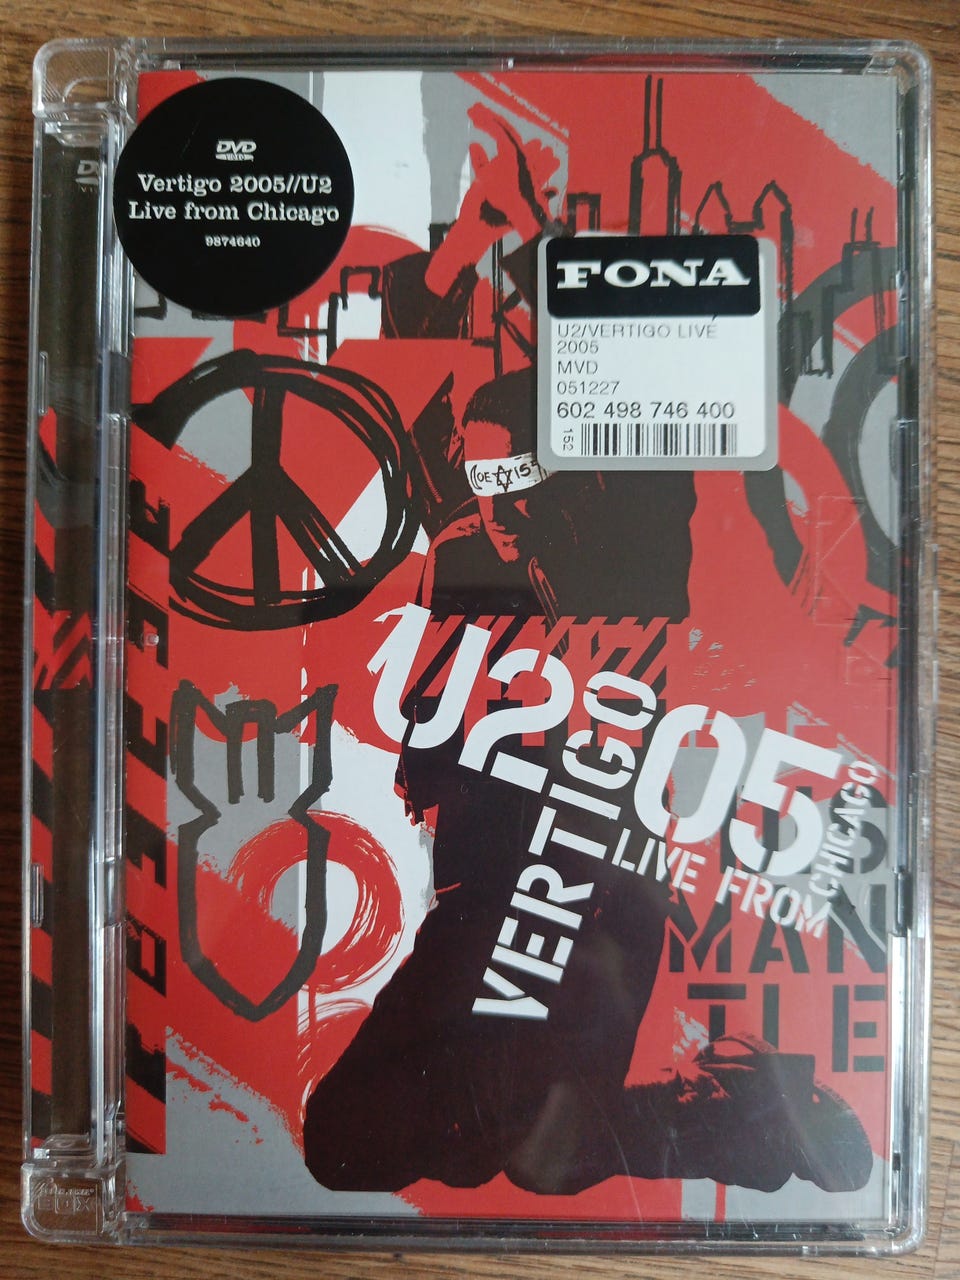 DVD
VIDEO
Vertigo 2005//U2
Live from Chicago
9874640
FONA
U2/VERTIGO LIVE
2005
MVD
051227
602 498 746 400
152
U2
VERTIGO
05
LIVE FROM
CHICAGO
MAN
TLE